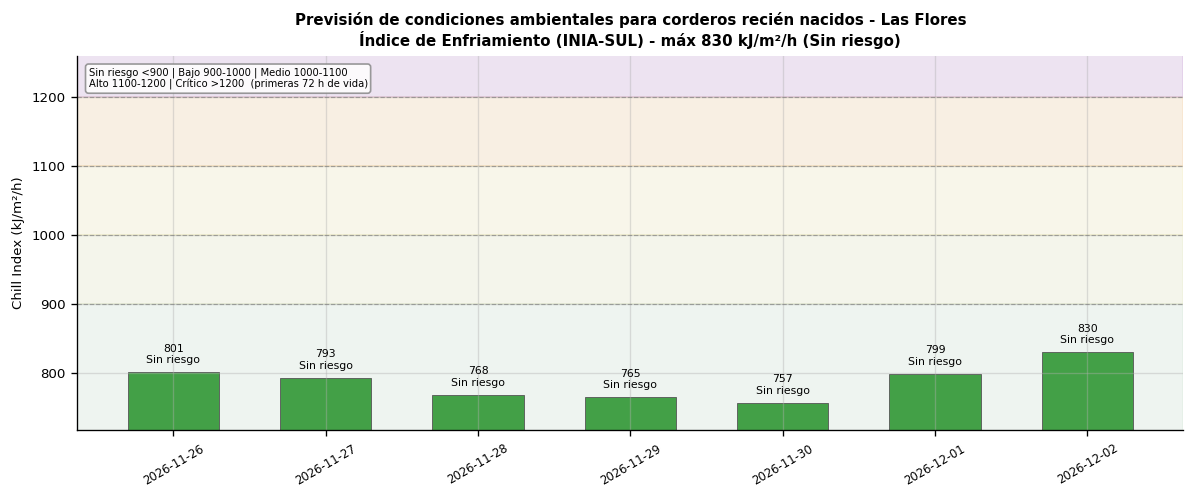 Previsión de condiciones ambientales para corderos recién nacidos - Las Flores
Índice de Enfriamiento (INIA-SUL) - máx 830 kJ/m²/h (Sin riesgo)
Sin riesgo <900 | Bajo 900-1000 | Medio 1000-1100
Alto 1100-1200 | Crítico >1200  (primeras 72 h de vida)
Chill Index (kJ/m²/h)
1200
1100
1000
900
800
801
Sin riesgo
793
Sin riesgo
768
Sin riesgo
765
Sin riesgo
757
Sin riesgo
799
Sin riesgo
830
Sin riesgo
2026-11-26
2026-11-27
2026-11-28
2026-11-29
2026-11-30
2026-12-01
2026-12-02